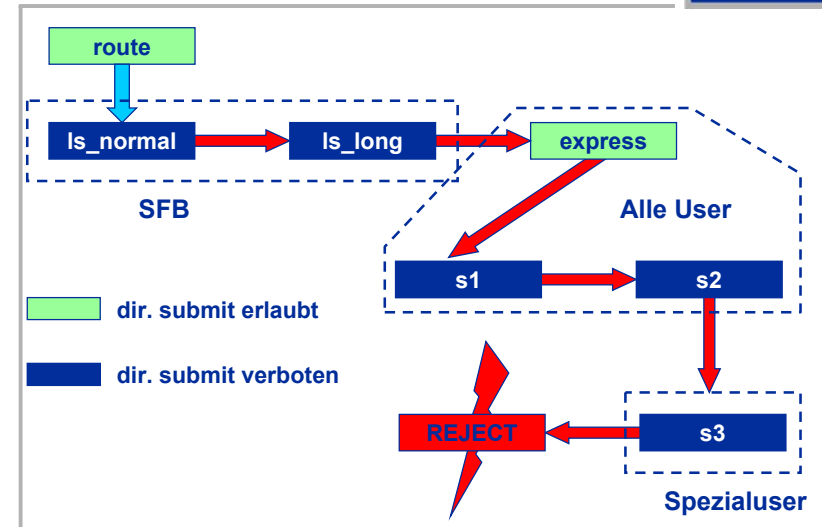 route
ls_normal
ls_long
express
SFB
Alle User
s1
s2
dir. submit erlaubt
dir. submit verboten
REJECT
s3
Spezialuser